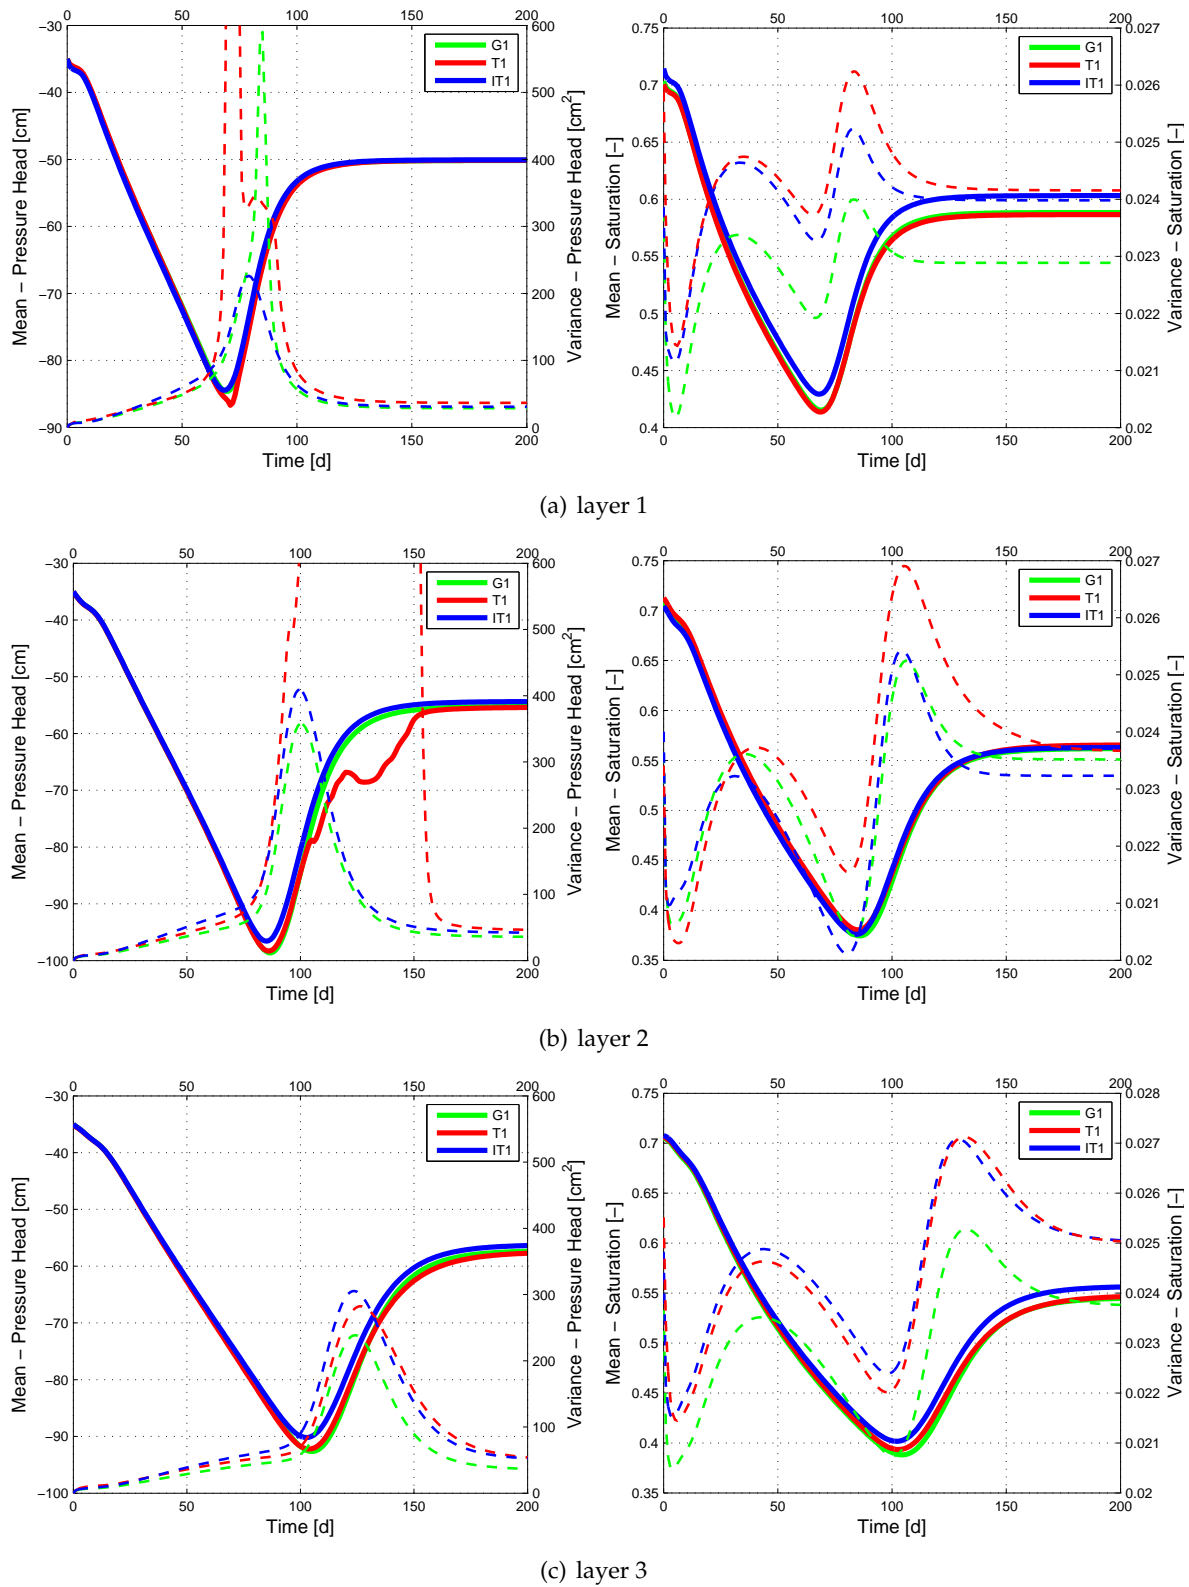 0 50 100 150 200
−30 −40 −50 −60 −70 −80 −90
Mean − Pressure Head [cm]
600 500 400 300 200 100 0
Variance − Pressure Head [cm²]
G1
T1
IT1
0 50 100 150 200
Time [d]
0 50 100 150 200
0.75 0.7 0.65 0.6 0.55 0.5 0.45 0.4
Mean − Saturation [−]
0.027 0.026 0.025 0.024 0.023 0.022 0.021 0.02
Variance − Saturation [−]
G1
T1
IT1
0 50 100 150 200
Time [d]
(a) layer 1
0 50 100 150 200
−30 −40 −50 −60 −70 −80 −90 −100
Mean − Pressure Head [cm]
600 500 400 300 200 100 0
Variance − Pressure Head [cm²]
G1
T1
IT1
0 50 100 150 200
Time [d]
0 50 100 150 200
0.75 0.7 0.65 0.6 0.55 0.5 0.45 0.4 0.35
Mean − Saturation [−]
0.027 0.026 0.025 0.024 0.023 0.022 0.021 0.02
Variance − Saturation [−]
G1
T1
IT1
0 50 100 150 200
Time [d]
(b) layer 2
0 50 100 150 200
−30 −40 −50 −60 −70 −80 −90 −100
Mean − Pressure Head [cm]
600 500 400 300 200 100 0
Variance − Pressure Head [cm²]
G1
T1
IT1
0 50 100 150 200
Time [d]
0 50 100 150 200
0.75 0.7 0.65 0.6 0.55 0.5 0.45 0.4 0.35
Mean − Saturation [−]
0.028 0.027 0.026 0.025 0.024 0.023 0.022 0.021 0.02
Variance − Saturation [−]
G1
T1
IT1
0 50 100 150 200
Time [d]
(c) layer 3